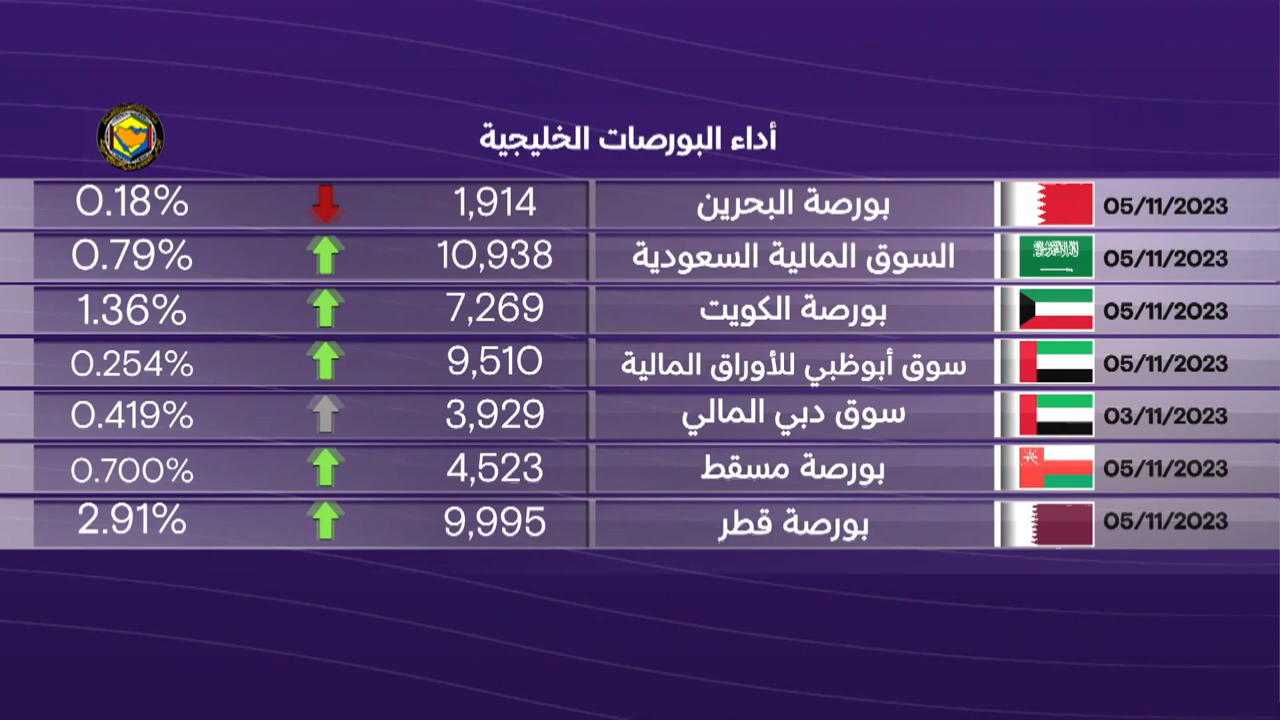 أداء البورصات الخليجية
05/11/2023 بورصة البحرين 1,914 0.18%
05/11/2023 السوق المالية السعودية 10,938 0.79%
05/11/2023 بورصة الكويت 7,269 1.36%
05/11/2023 سوق أبوظبي للأوراق المالية 9,510 0.254%
03/11/2023 سوق دبي المالي 3,929 0.419%
05/11/2023 بورصة مسقط 4,523 0.700%
05/11/2023 بورصة قطر 9,995 2.91%